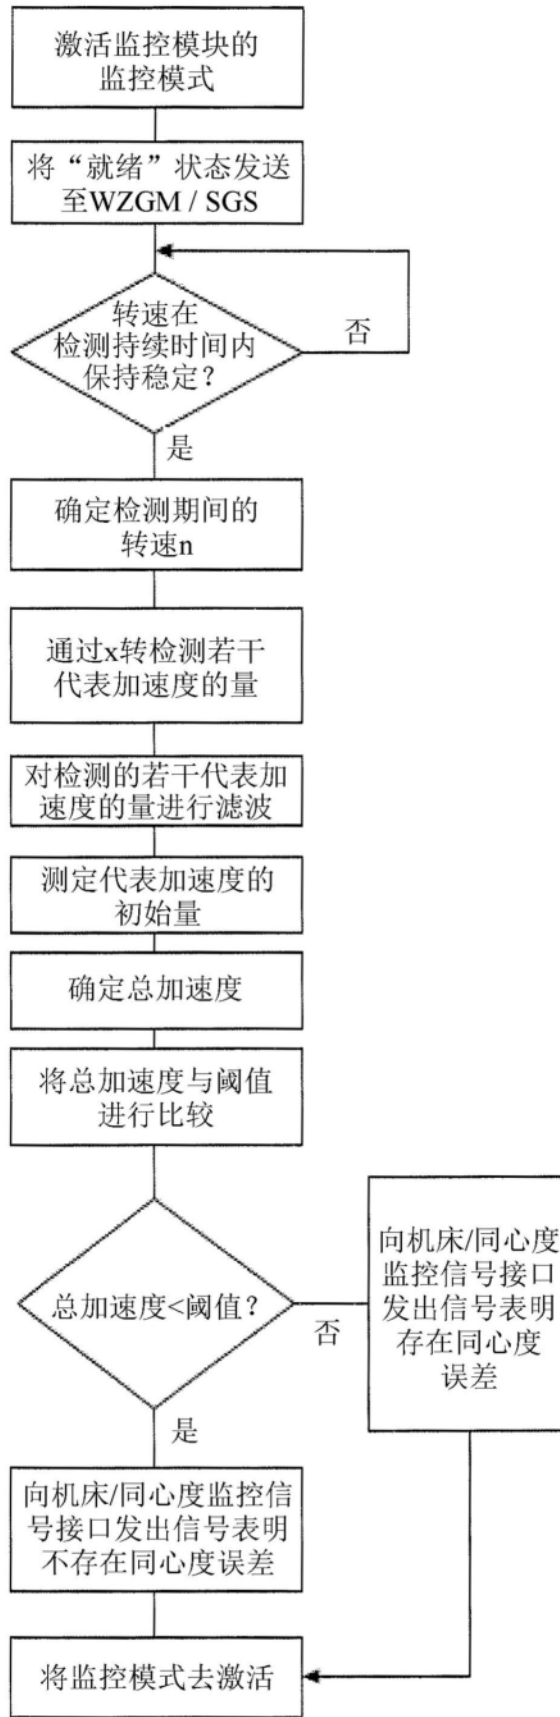 激活监控模块的
监控模式
将“就绪”状态发送
至WZGM / SGS
转速在
检测持续时间内
保持稳定？
否
是
确定检测期间的
转速n
通过x转检测若干
代表加速度的量
对检测的若干代表加
速度的量进行滤波
测定代表加速度的
初始量
确定总加速度
将总加速度与阈值
进行比较
总加速度<阈值？
否
向机床/同心度
监控信号接口
发出信号表明
存在同心度
误差
是
向机床/同心度监控信
号接口发出信号表明
不存在同心度误差
将监控模式去激活